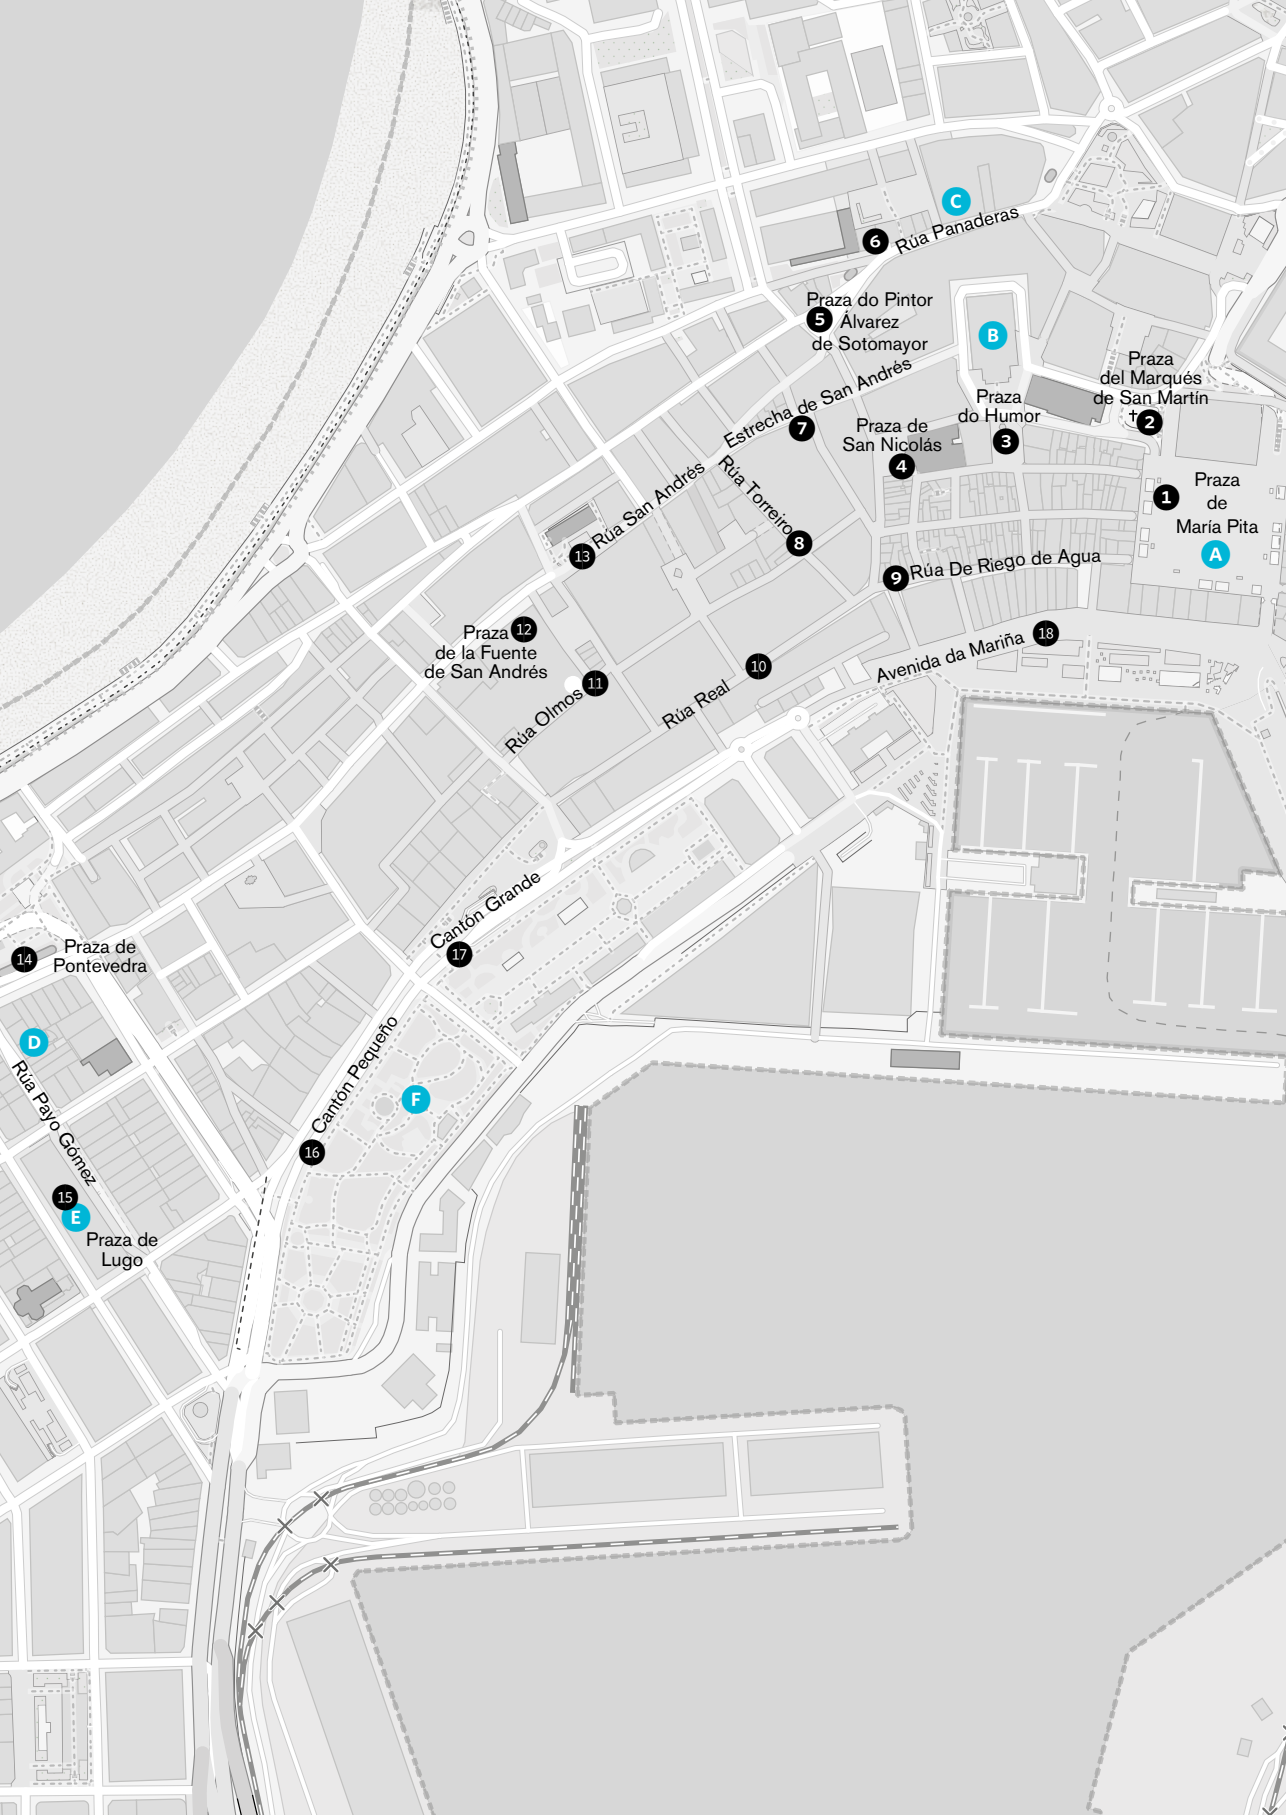 C
6
Rúa Panaderas
Praza do Pintor
5
Álvarez
de Sotomayor
B
Estrecha de San Andrés
7
Praza
del Marqués
de San Martín
2
Praza
do Humor
3
Praza de
San Nicolás
4
1
Praza
de
María Pita
A
Rúa Torreiro
8
Rúa San Andrés
13
9
Rúa De Riego de Agua
Praza
12
de la Fuente
de San Andrés
18
Avenida da Mariña
10
Rúa Real
11
Rúa Olmos
Cantón Grande
17
14
Praza de
Pontevedra
D
Rúa Payo Gómez
Cantón Pequeño
F
16
15
E
Praza de
Lugo